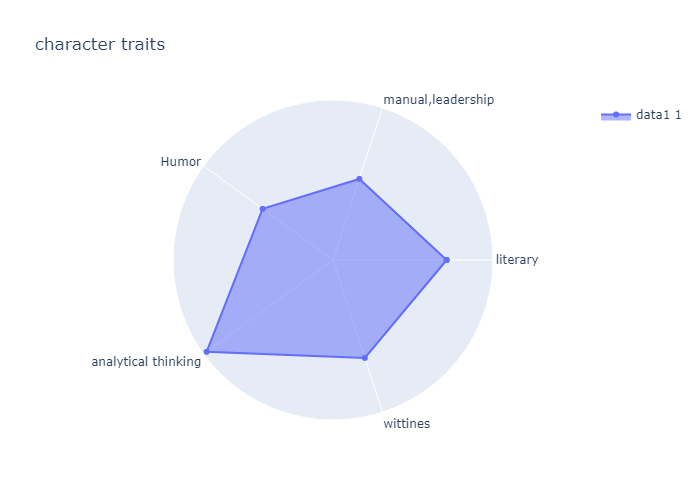 character traits
manual,leadership
data1 1
Humor
literary
analytical thinking
wittines